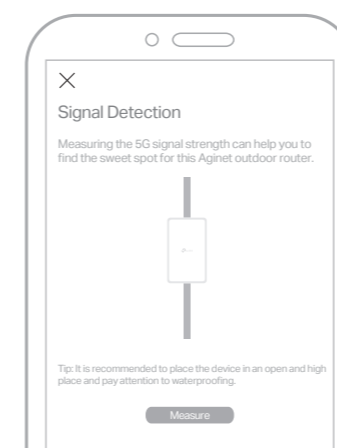 Signal Detection
Measuring the 5G signal strength can help you to
find the sweet spot for this Aginet outdoor router.
Tip: It is recommended to place the device in an open and high
place and pay attention to waterproofing.
Measure